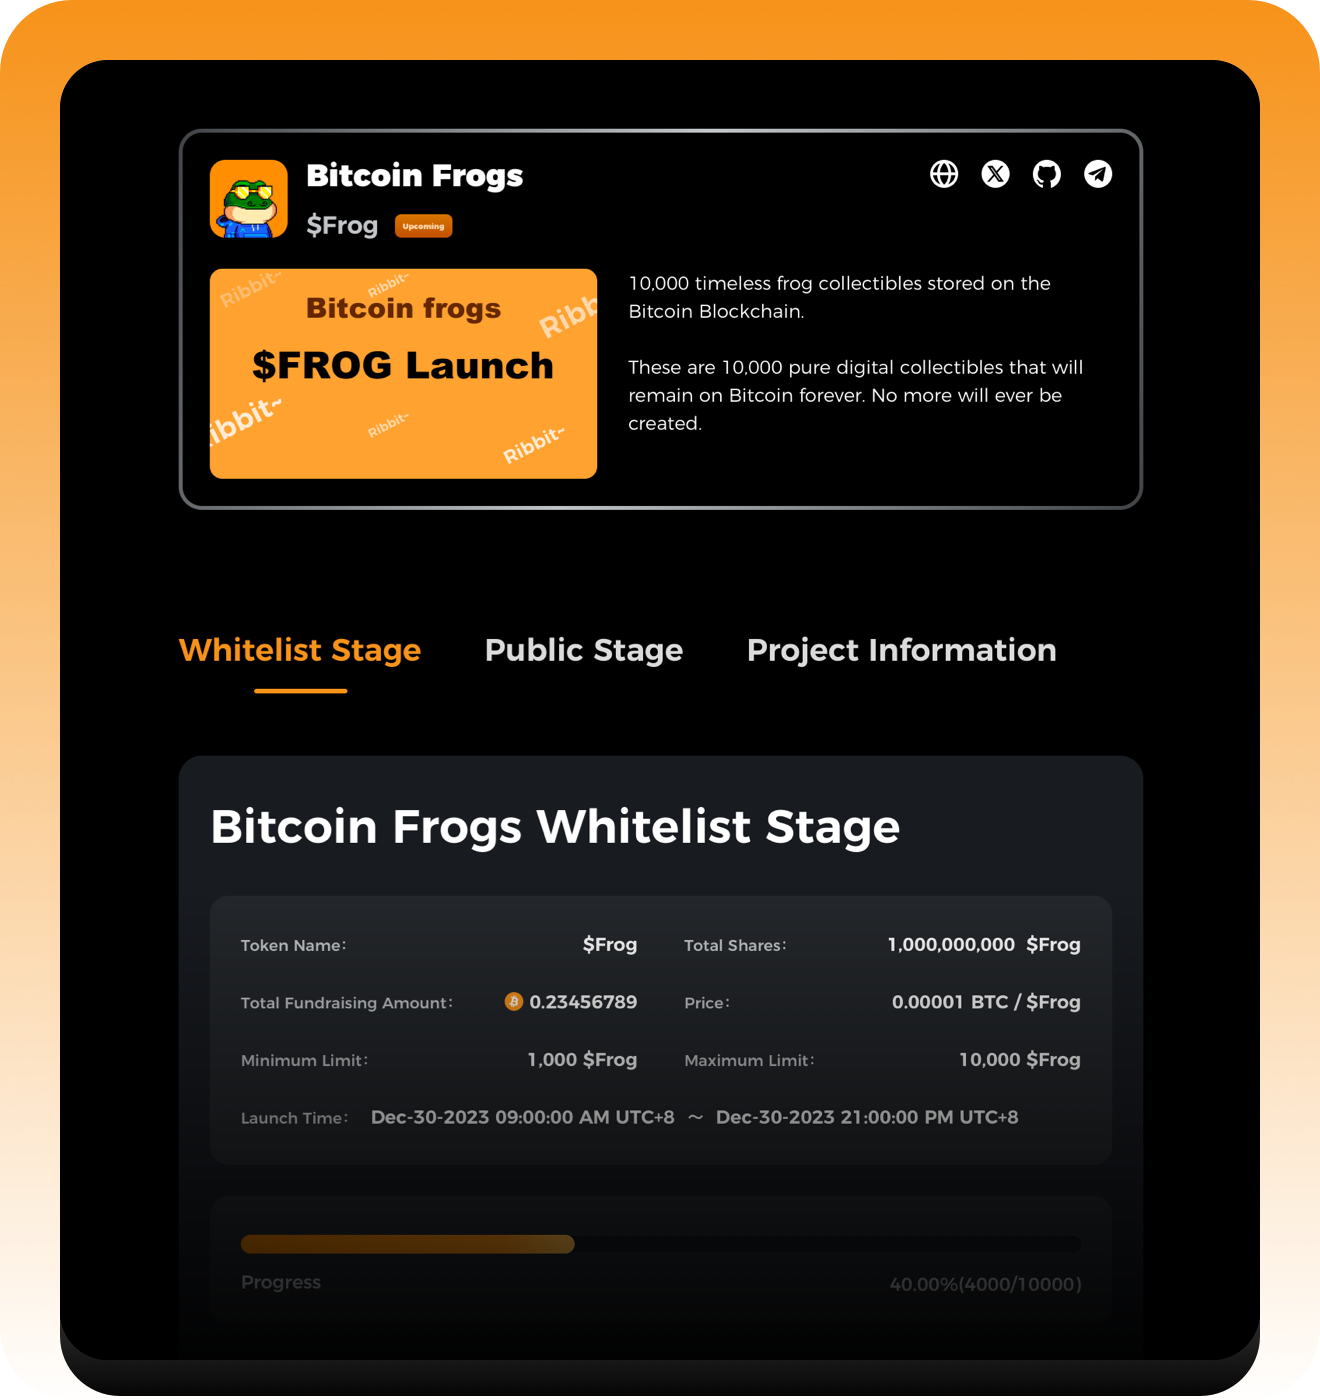 Bitcoin Frogs
$Frog Upcoming
Ribbit~
Ribbit~
Ribb
Bitcoin frogs
$FROG Launch
ibbit~
Ribbit~
Ribbit~
10,000 timeless frog collectibles stored on the
Bitcoin Blockchain.
These are 10,000 pure digital collectibles that will
remain on Bitcoin forever. No more will ever be
created.
Whitelist Stage Public Stage Project Information
Bitcoin Frogs Whitelist Stage
Token Name: $Frog Total Shares: 1,000,000,000 $Frog
Total Fundraising Amount: 0.23456789 Price: 0.00001 BTC / $Frog
Minimum Limit: 1,000 $Frog Maximum Limit: 10,000 $Frog
Launch Time: Dec-30-2023 09:00:00 AM UTC+8 ～ Dec-30-2023 21:00:00 PM UTC+8
Progress 40.00%(4000/10000)